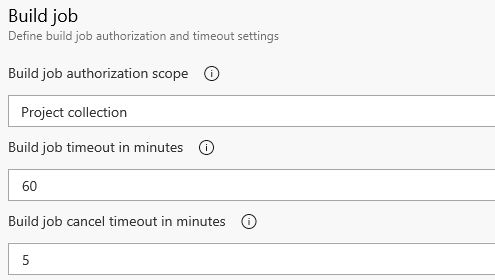 Build job
Define build job authorization and timeout settings
Build job authorization scope
Project collection
Build job timeout in minutes
60
Build job cancel timeout in minutes
5